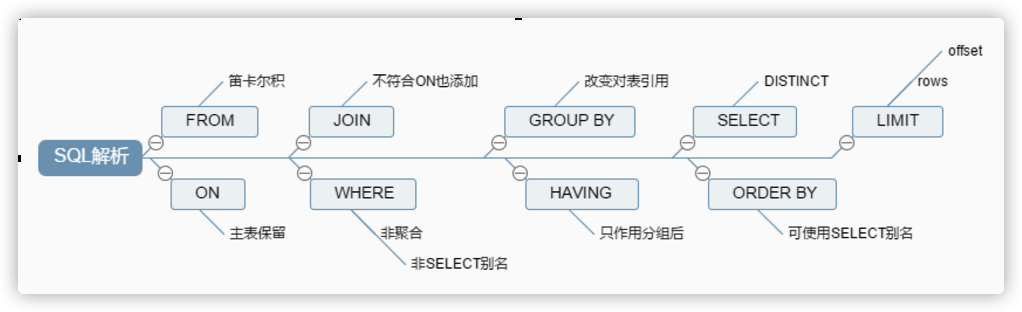 offset
笛卡尔积
不符合ON也添加
改变对表引用
DISTINCT
rows
FROM
JOIN
GROUP BY
SELECT
LIMIT
SQL解析
ON
WHERE
HAVING
ORDER BY
主表保留
非聚合
只作用分组后
可使用SELECT别名
非SELECT别名